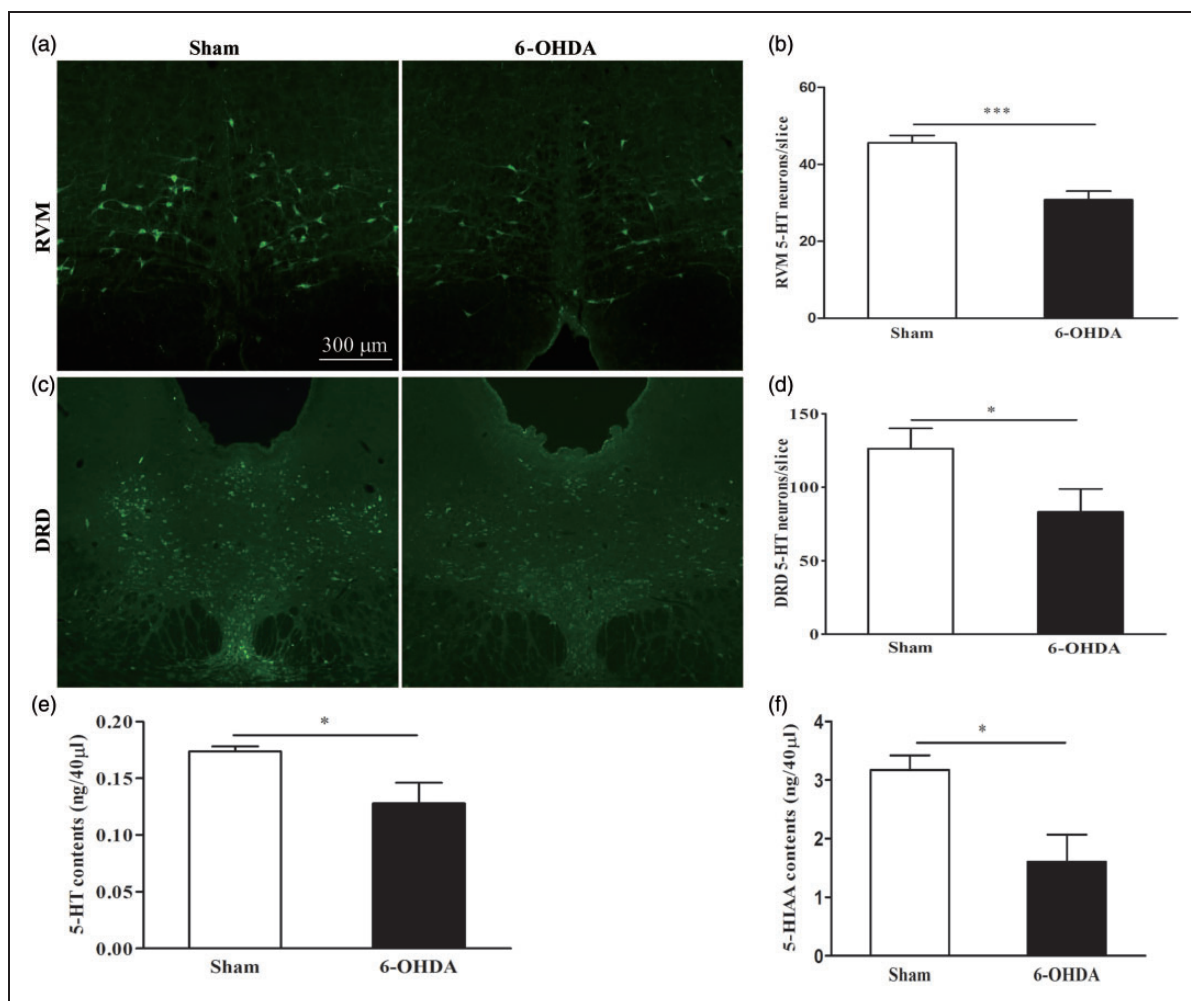 (a)
Sham
6-OHDA
RVM
300 µm
(b)
RVM 5-HT neurons/slice
60
40
20
0
***
Sham
6-OHDA
(c)
DRD
(d)
DRD 5-HT neurons/slice
150
100
50
0
*
Sham
6-OHDA
(e)
5-HT contents (ng/40µl)
0.20
0.15
0.10
0.05
0.00
*
Sham
6-OHDA
(f)
5-HIAA contents (ng/40µl)
4
3
2
1
0
*
Sham
6-OHDA